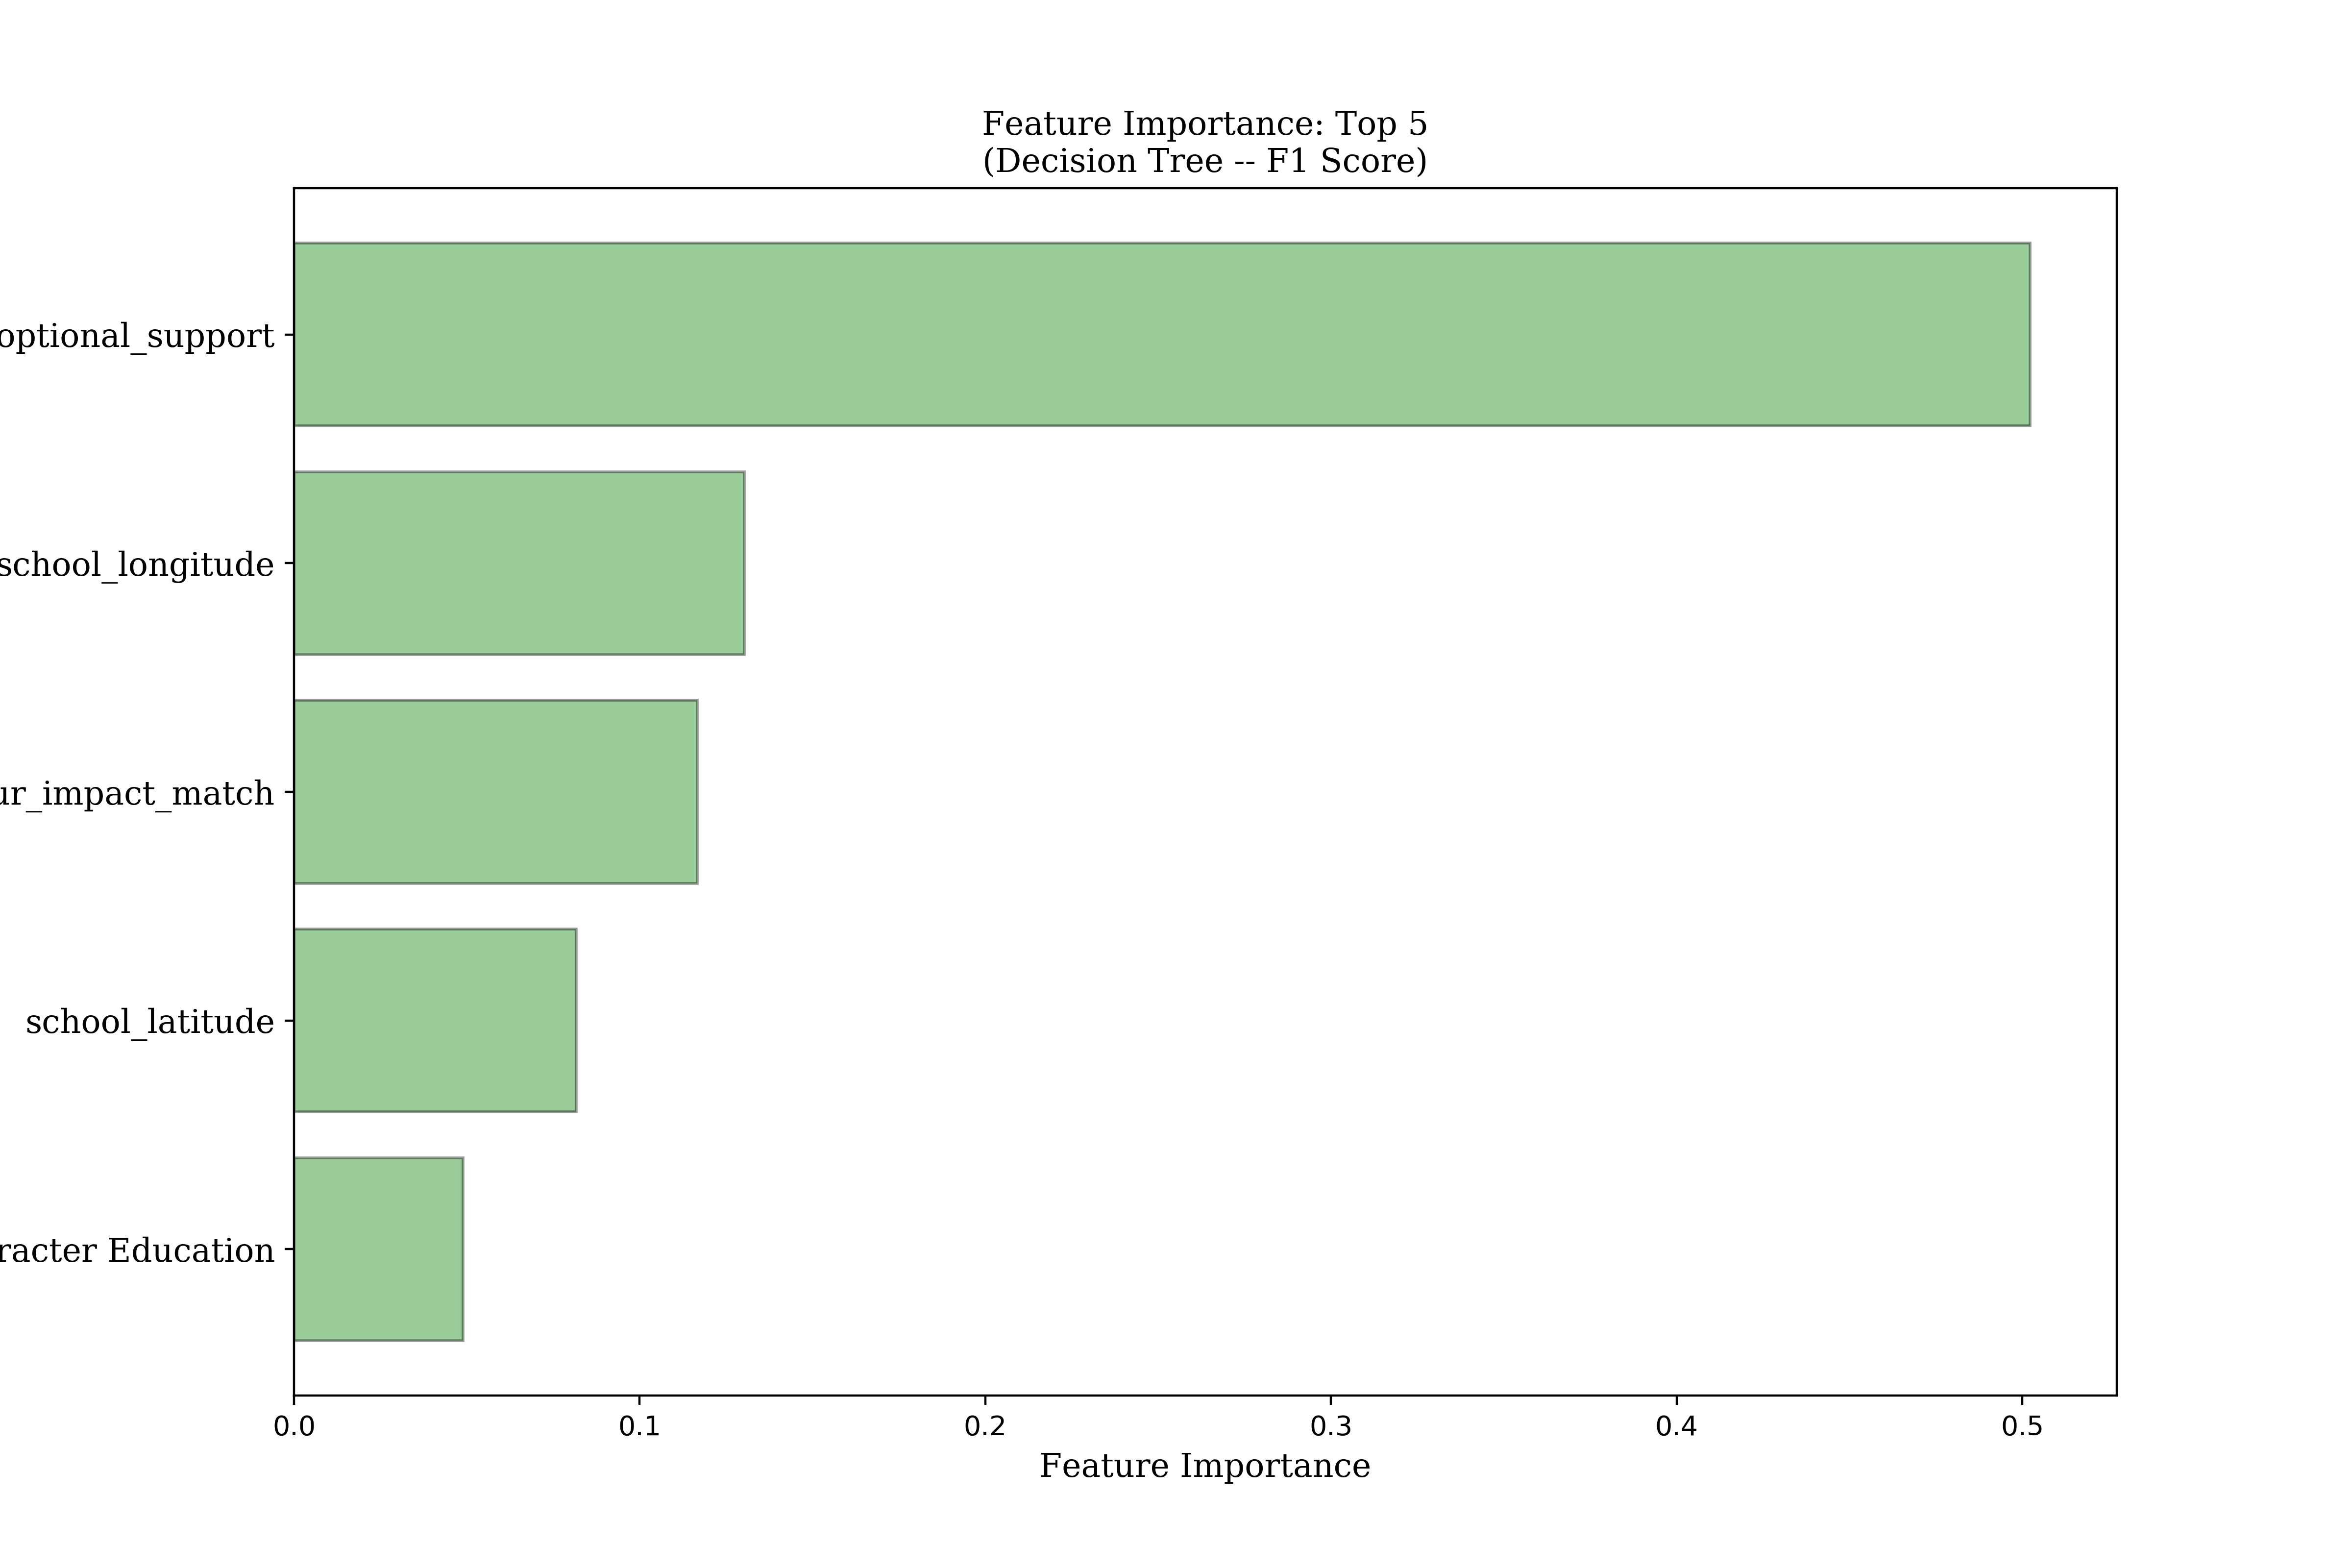 Feature Importance: Top 5
(Decision Tree -- F1 Score)
optional_support
school_longitude
ur_impact_match
school_latitude
racter Education
0.0 0.1 0.2 0.3 0.4 0.5
Feature Importance